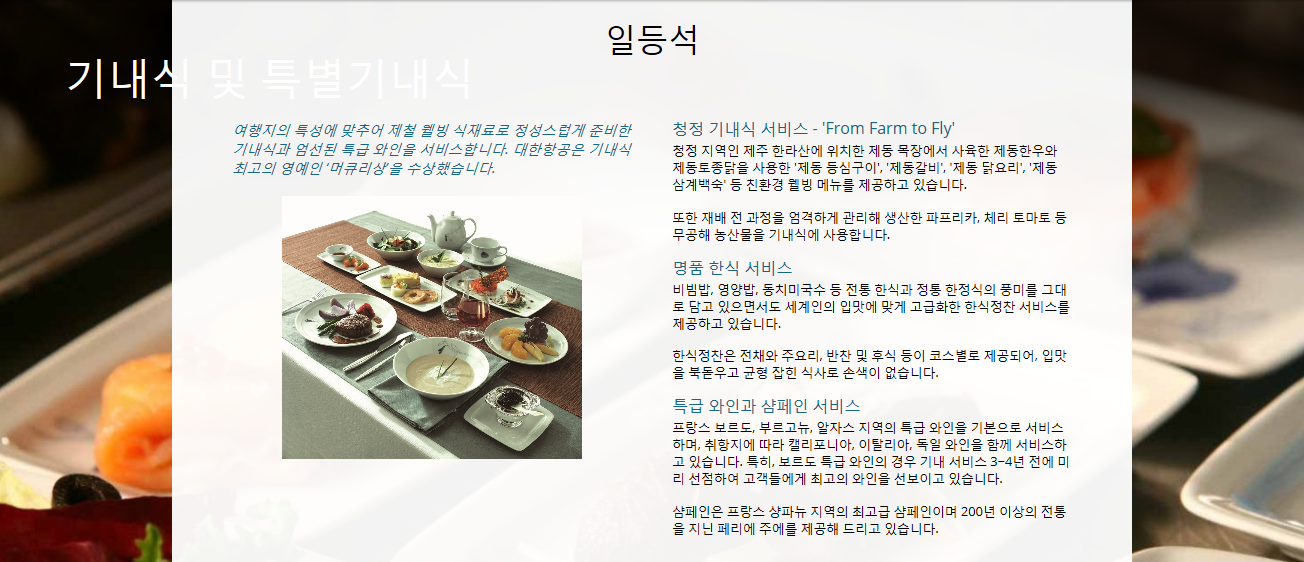 일등석
기내식 및 특별기내식
여행지의 특성에 맞추어 제철 웰빙 식재료로 정성스럽게 준비한
기내식과 엄선된 특급 와인을 서비스합니다. 대한항공은 기내식
최고의 영예인 '머큐리상'을 수상했습니다.
청정 기내식 서비스 - 'From Farm to Fly'
청정 지역인 제주 한라산에 위치한 제동 목장에서 사육한 제동한우와
제동토종닭을 사용한 '제동 등심구이', '제동갈비', '제동 닭요리', '제동
삼계백숙' 등 친환경 웰빙 메뉴를 제공하고 있습니다.
또한 재배 전 과정을 엄격하게 관리해 생산한 파프리카, 체리 토마토 등
무공해 농산물을 기내식에 사용합니다.
명품 한식 서비스
비빔밥, 영양밥, 동치미국수 등 전통 한식과 정통 한정식의 풍미를 그대
로 담고 있으면서도 세계인의 입맛에 맞게 고급화한 한식정찬 서비스를
제공하고 있습니다.
한식정찬은 전채와 주요리, 반찬 및 후식 등이 코스별로 제공되어, 입맛
을 북돋우고 균형 잡힌 식사로 손색이 없습니다.
특급 와인과 샴페인 서비스
프랑스 보르도, 부르고뉴, 알자스 지역의 특급 와인을 기본으로 서비스
하며, 취항지에 따라 캘리포니아, 이탈리아, 독일 와인을 함께 서비스하
고 있습니다. 특히, 보르도 특급 와인의 경우 기내 서비스 3~4년 전에 미
리 선점하여 고객들에게 최고의 와인을 선보이고 있습니다.
샴페인은 프랑스 샹파뉴 지역의 최고급 샴페인이며 200년 이상의 전통
을 지닌 페리에 주에를 제공해 드리고 있습니다.